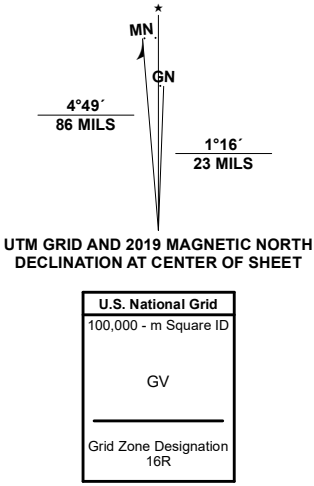 MN
GN
4°49´
86 MILS
1°16´
23 MILS
UTM GRID AND 2019 MAGNETIC NORTH
DECLINATION AT CENTER OF SHEET
U.S. National Grid
100,000 - m Square ID
GV
Grid Zone Designation
16R